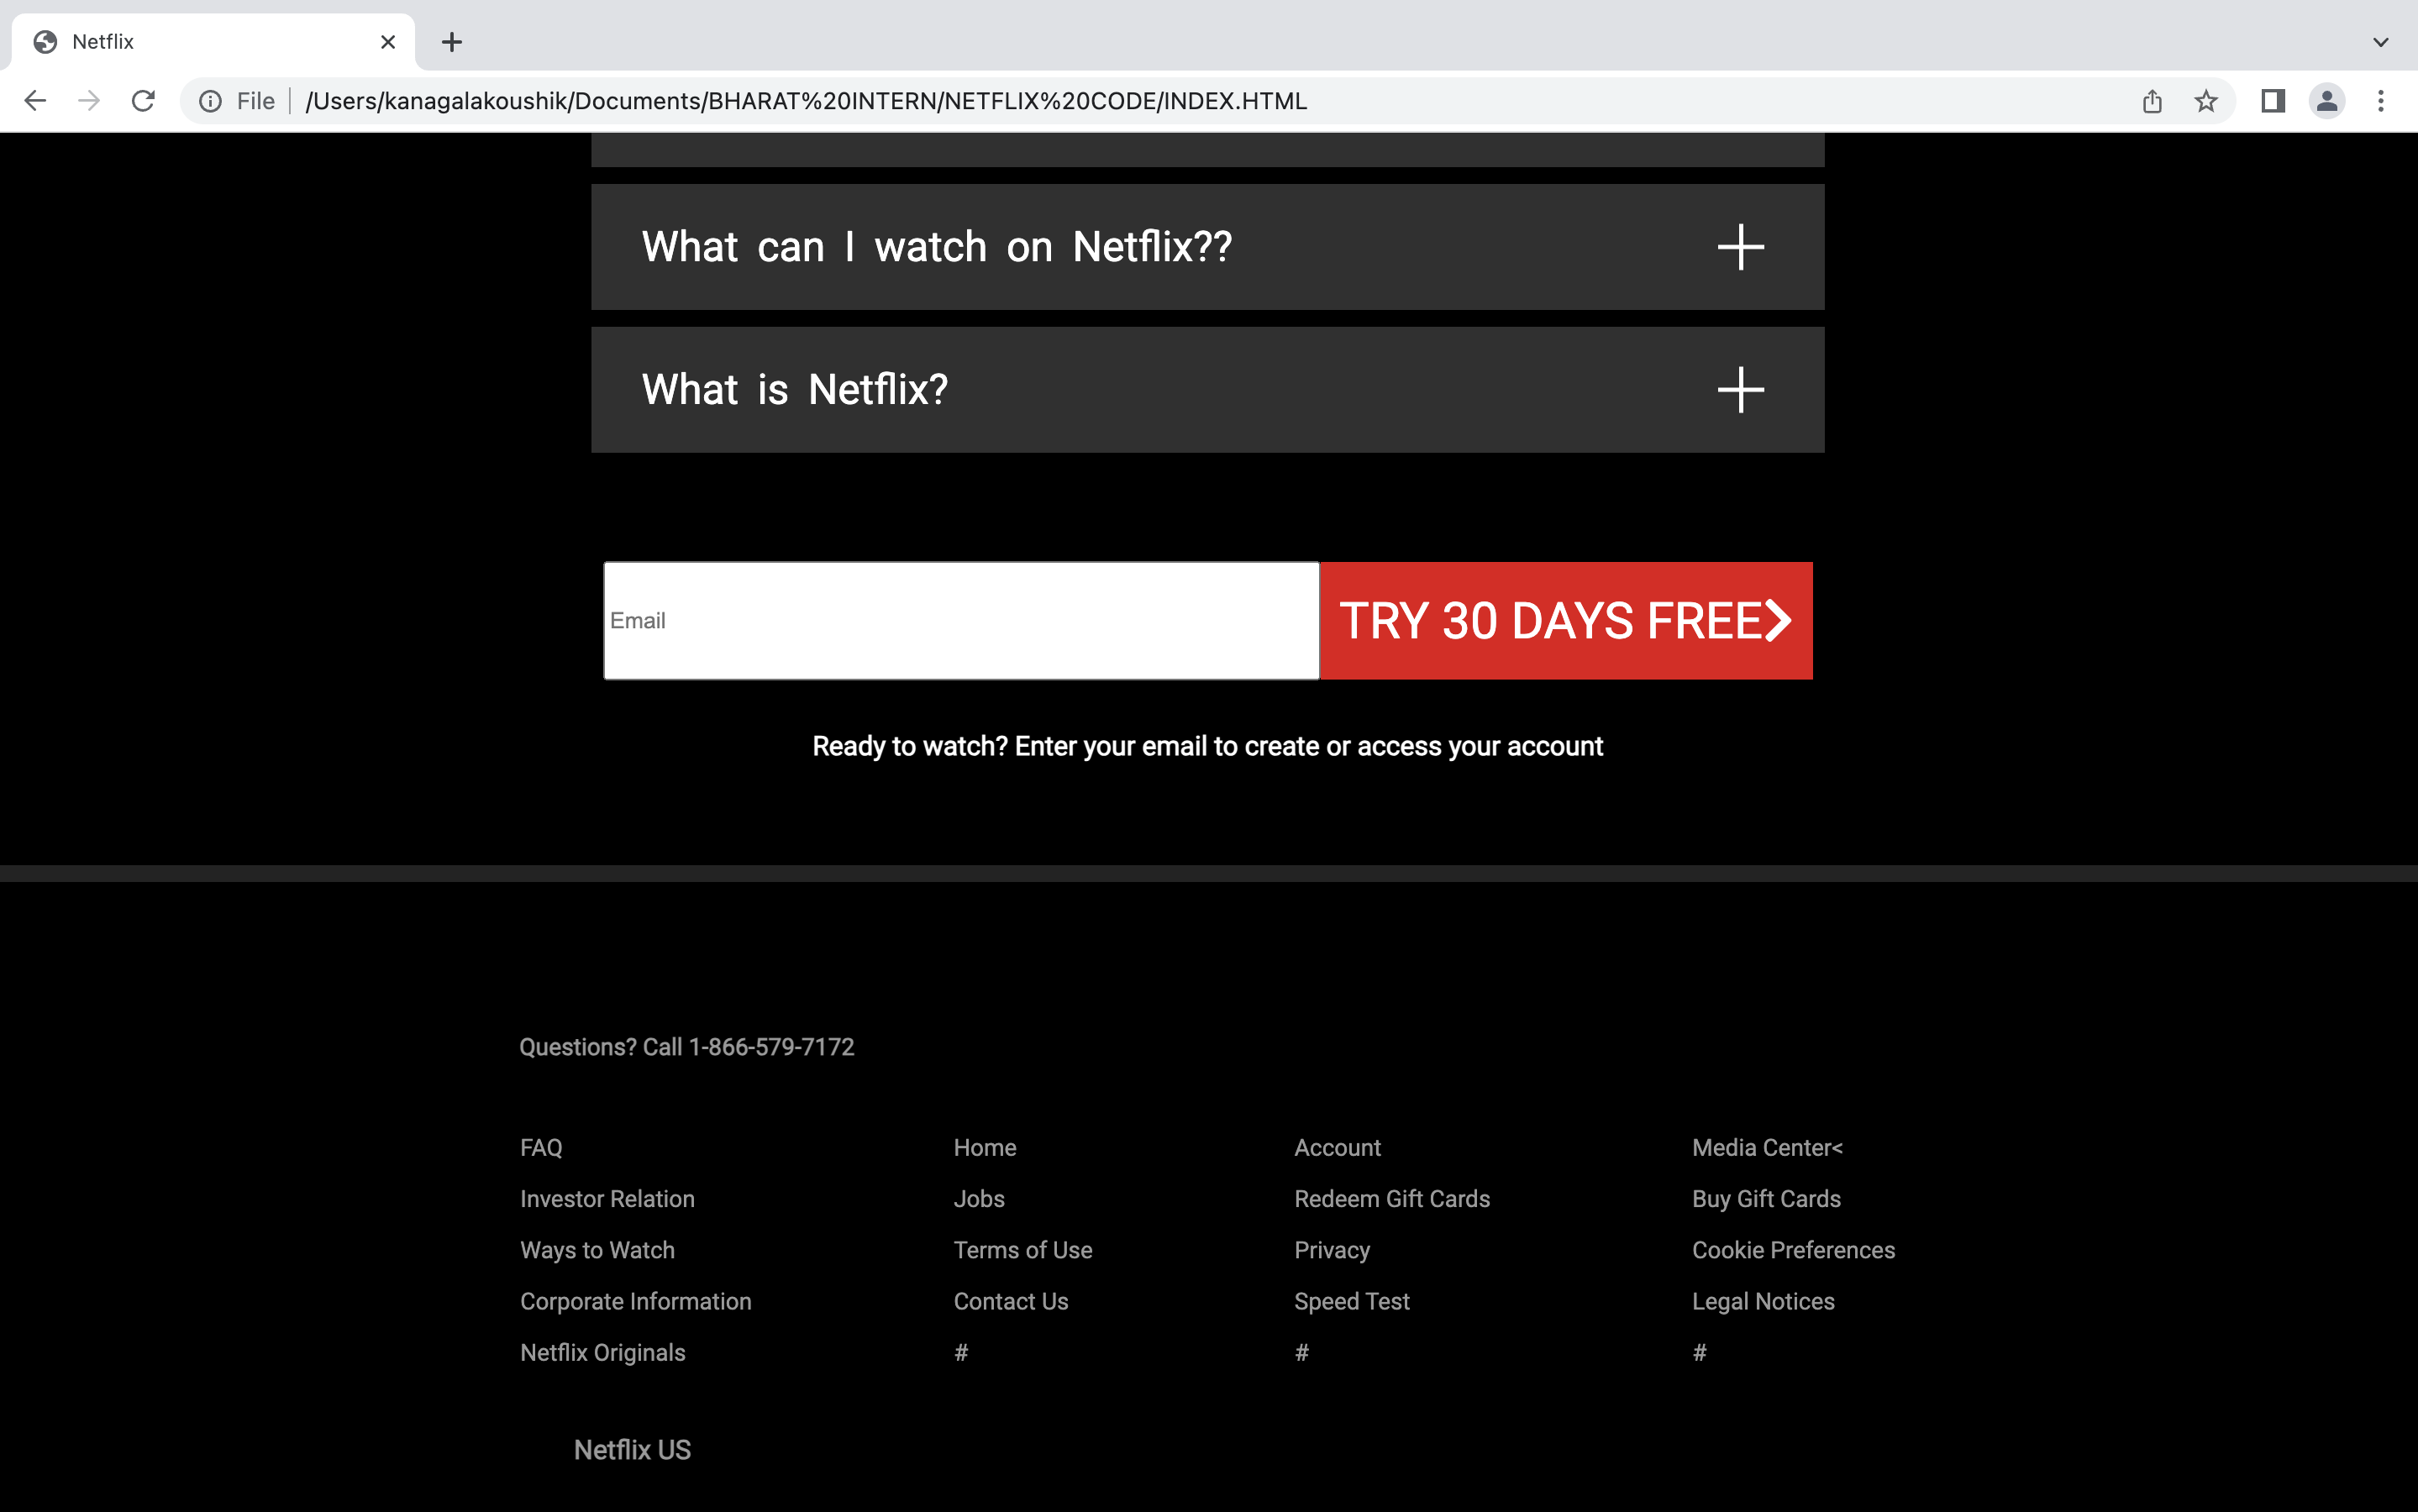 Netflix
File /Users/kanagalakoushik/Documents/BHARAT%20INTERN/NETFLIX%20CODE/INDEX.HTML
What can I watch on Netflix??
What is Netflix?
Email
TRY 30 DAYS FREE
Ready to watch? Enter your email to create or access your account
Questions? Call 1-866-579-7172
FAQ Home Account Media Center<
Investor Relation Jobs Redeem Gift Cards Buy Gift Cards
Ways to Watch Terms of Use Privacy Cookie Preferences
Corporate Information Contact Us Speed Test Legal Notices
Netflix Originals # # #
Netflix US